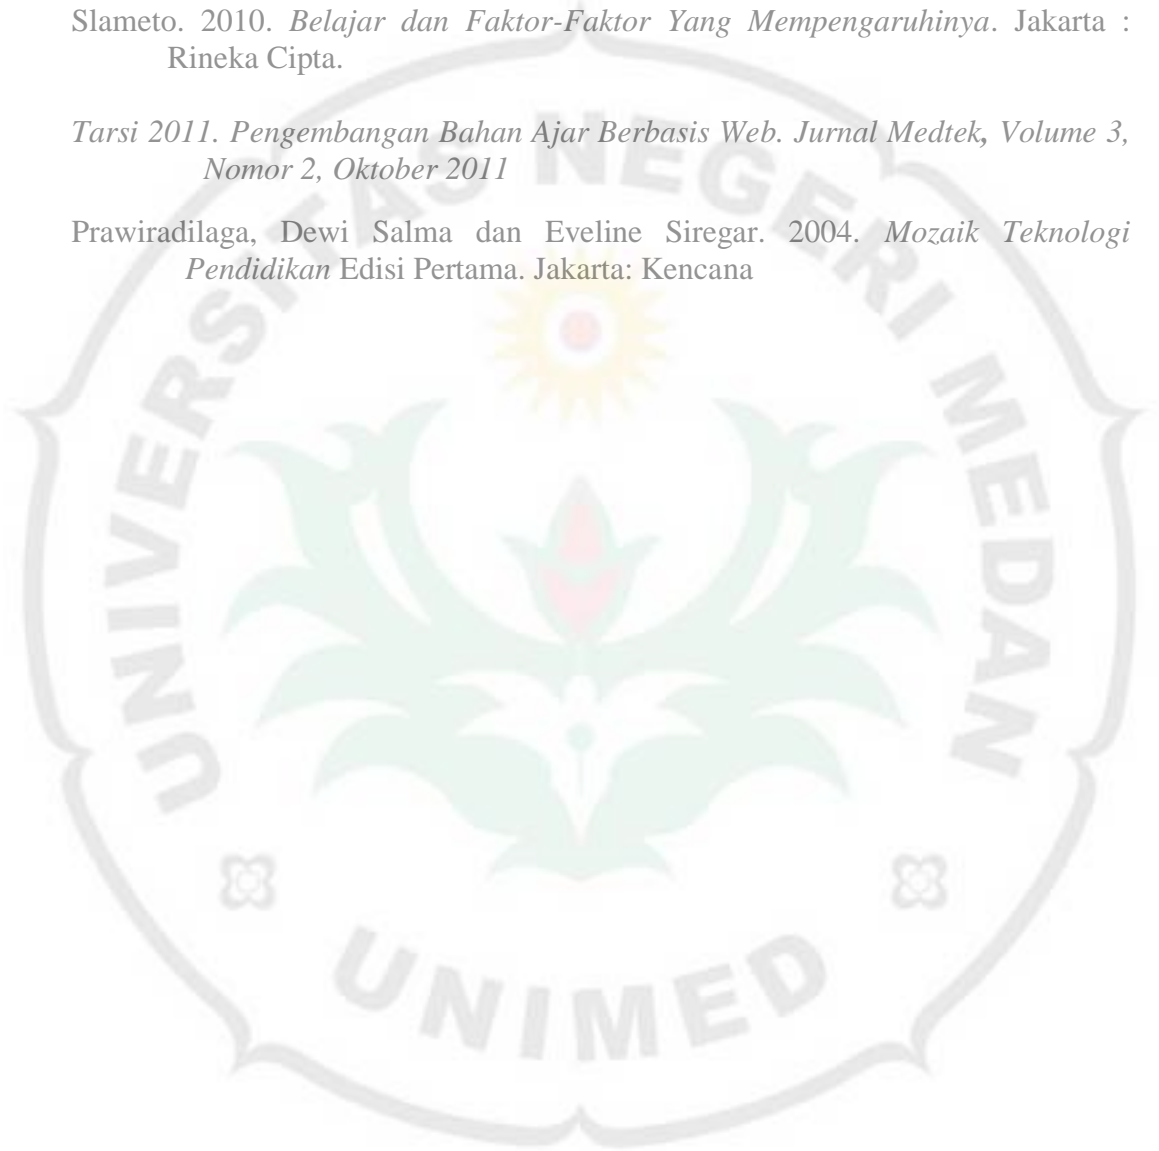 Slameto. 2010. Belajar dan Faktor-Faktor Yang Mempengaruhinya. Jakarta :
Rineka Cipta.
Tarsi 2011. Pengembangan Bahan Ajar Berbasis Web. Jurnal Medtek, Volume 3,
Nomor 2, Oktober 2011
Prawiradilaga, Dewi Salma dan Eveline Siregar. 2004. Mozaik Teknologi
Pendidikan Edisi Pertama. Jakarta: Kencana
UNIVERSITAS NEGERI MEDAN
UNIMED